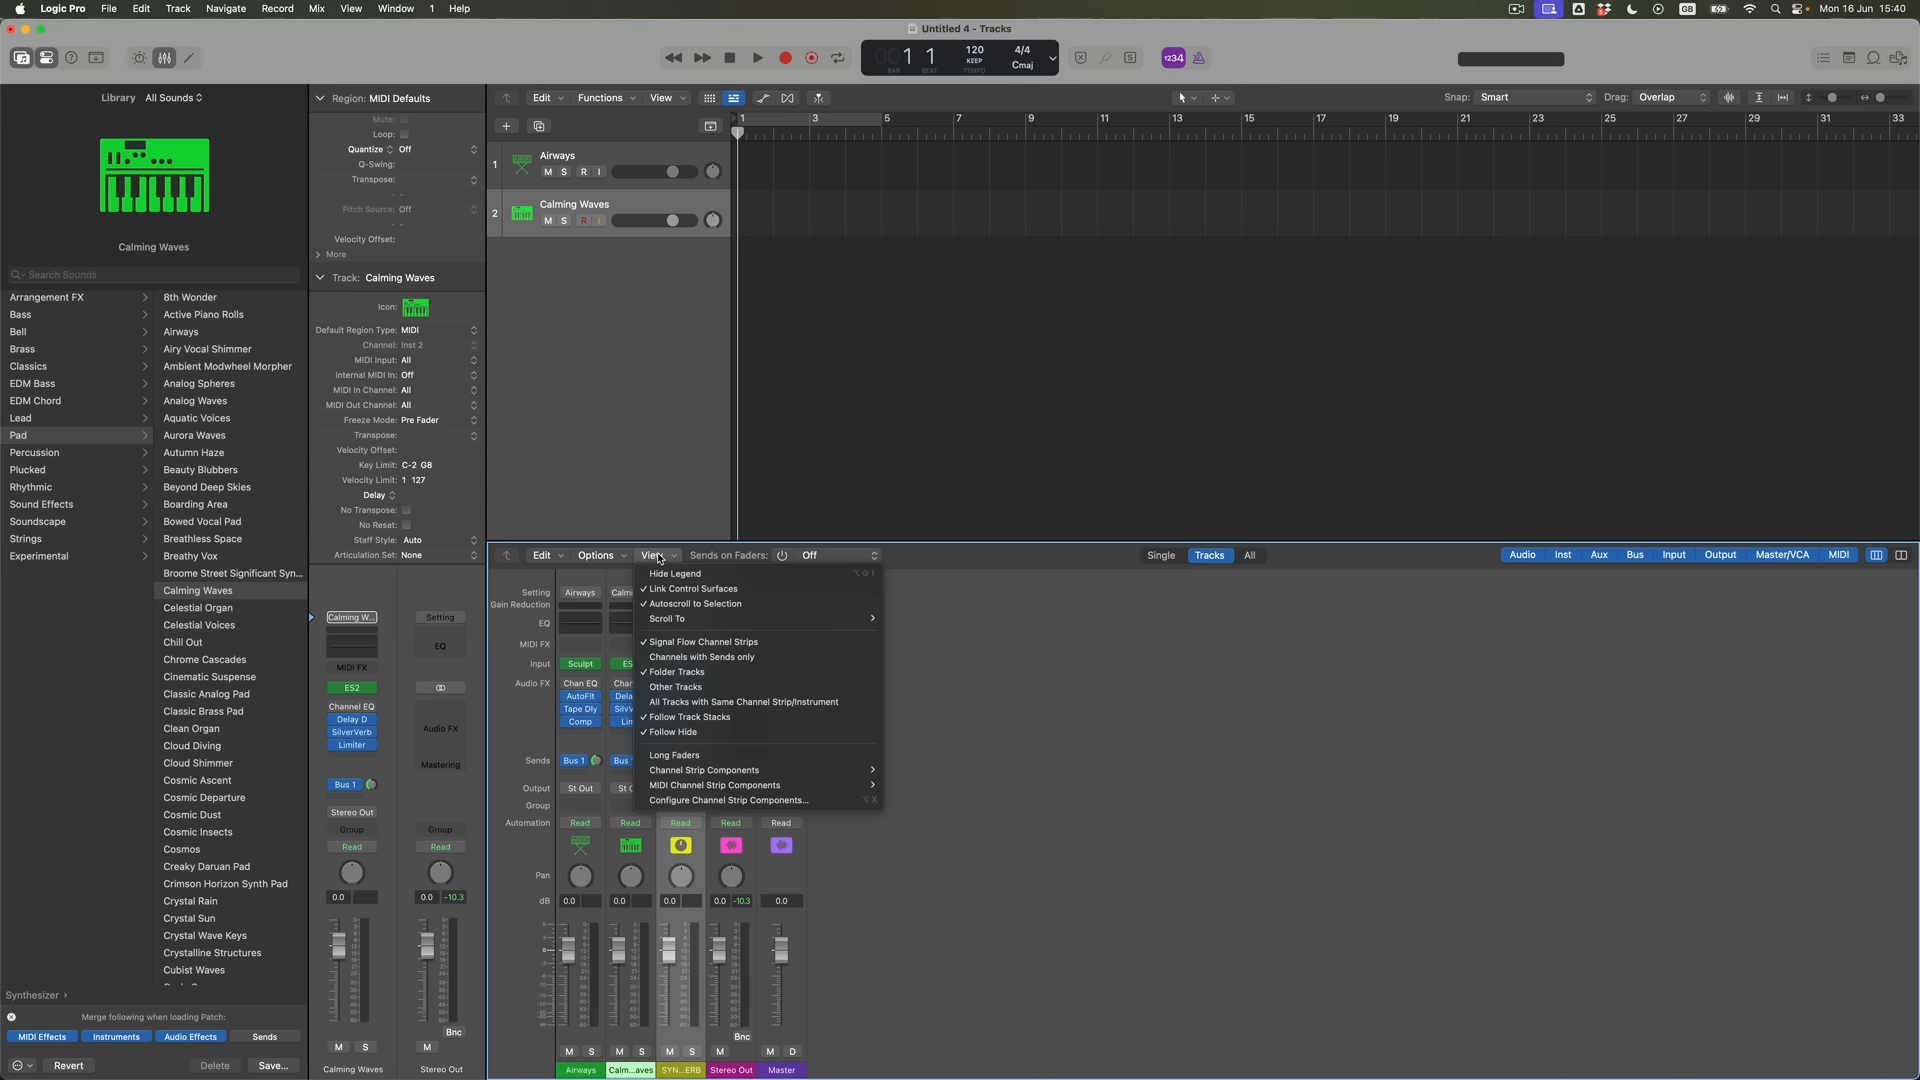 Logic Pro File Edit Track Navigate Record Mix View Window 1 Help
GB Mon 16 Jun 15:40
Untitled 4 - Tracks
001 1 120 4/4
KEEP Cmaj
BAR BEAT TEMPO
1234
Library All Sounds
Calming Waves
Search Sounds
Arrangement FX
Bass
Bell
Brass
Classics
EDM Bass
EDM Chord
Lead
Pad
Percussion
Plucked
Rhythmic
Sound Effects
Soundscape
Strings
Experimental
8th Wonder
Active Piano Rolls
Airways
Airy Vocal Shimmer
Ambient Modwheel Morpher
Analog Spheres
Analog Waves
Aquatic Voices
Aurora Waves
Autumn Haze
Beauty Blubbers
Beyond Deep Skies
Boarding Area
Bowed Vocal Pad
Breathless Space
Breathy Vox
Broome Street Significant Syn...
Calming Waves
Celestial Organ
Celestial Voices
Chill Out
Chrome Cascades
Cinematic Suspense
Classic Analog Pad
Classic Brass Pad
Clean Organ
Cloud Diving
Cloud Shimmer
Cosmic Ascent
Cosmic Departure
Cosmic Dust
Cosmic Insects
Cosmos
Creaky Daruan Pad
Crimson Horizon Synth Pad
Crystal Rain
Crystal Sun
Crystal Wave Keys
Crystalline Structures
Cubist Waves
Synthesizer ›
Merge following when loading Patch:
MIDI Effects Instruments Audio Effects Sends
Revert Delete Save...
Region: MIDI Defaults
Mute:
Loop:
Quantize Off
Q-Swing:
Transpose:
Pitch Source: Off
Velocity Offset:
More
Track: Calming Waves
Icon:
Default Region Type: MIDI
Channel: Inst 2
MIDI Input: All
Internal MIDI In: Off
MIDI In Channel: All
MIDI Out Channel: All
Freeze Mode: Pre Fader
Transpose:
Velocity Offset:
Key Limit: C-2 G8
Velocity Limit: 1 127
Delay
No Transpose:
No Reset:
Staff Style: Auto
Articulation Set: None
Calming W... Setting
EQ
MIDI FX
ES2
Channel EQ
Delay D
SilverVerb Audio FX
Limiter
Mastering
Bus 1
Stereo Out
Group Group
Read Read
0.0 0.0 -10.3
Bnc
M S M
Calming Waves Stereo Out
Edit Functions View
Snap: Smart Drag: Overlap
1 3 5 7 9 11 13 15 17 19 21 23 25 27 29 31 33
1 Airways
M S R I
2 Calming Waves
M S R I
Edit Options View Sends on Faders: Off
Single Tracks All
Audio Inst Aux Bus Input Output Master/VCA MIDI
Hide Legend ⌥⇧I
✓ Link Control Surfaces
✓ Autoscroll to Selection
Scroll To
✓ Signal Flow Channel Strips
Channels with Sends only
✓ Folder Tracks
Other Tracks
All Tracks with Same Channel Strip/Instrument
✓ Follow Track Stacks
✓ Follow Hide
Long Faders
Channel Strip Components
MIDI Channel Strip Components
Configure Channel Strip Components... ⌥X
Setting Airways Calmi
Gain Reduction
EQ
MIDI FX
Input Sculpt ES
Audio FX Chan EQ Chan
AutoFlt Dela
Tape Dly SilvV
Comp Lim
Sends Bus 1 Bus
Output St Out St O
Group
Automation Read Read Read Read Read
Pan
dB 0.0 0.0 0.0 0.0 -10.3 0.0
Bnc
M S M S M S M M D
Airways Calm...aves SYN...ERB Stereo Out Master